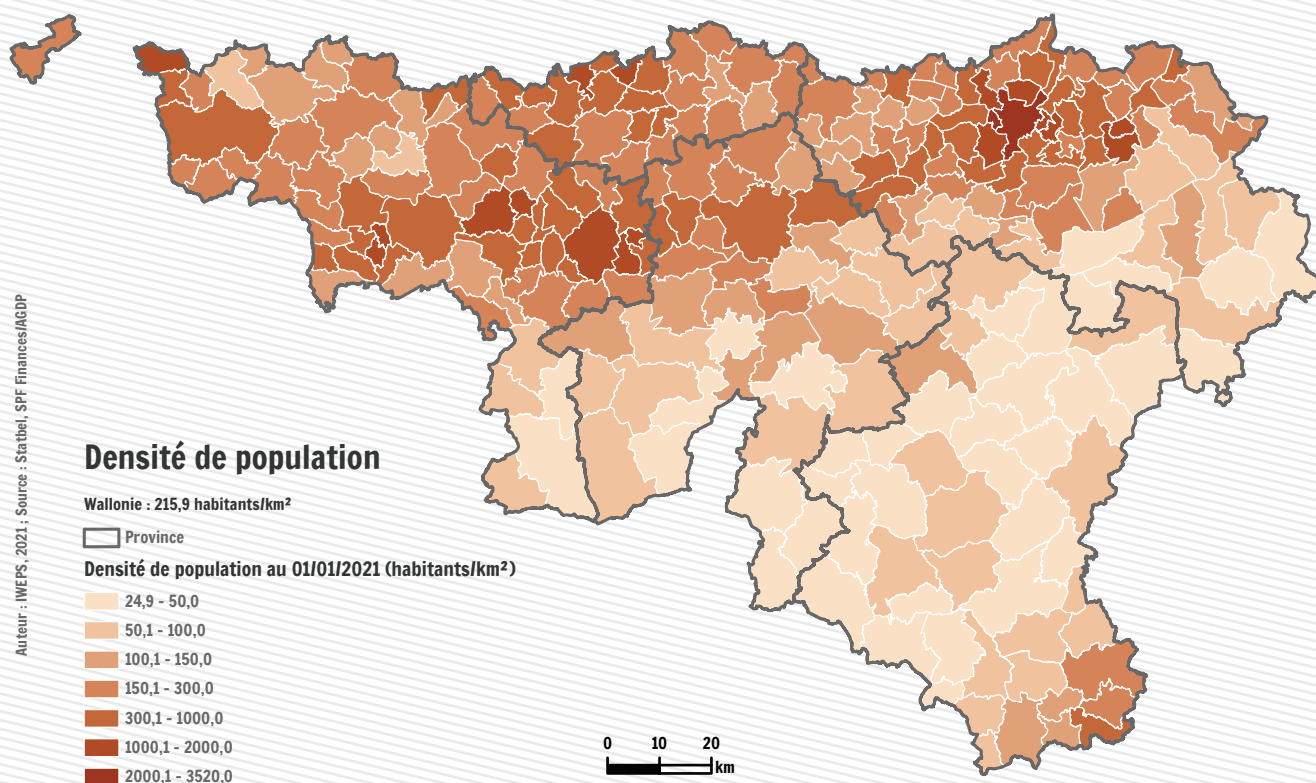 Densité de population
Wallonie : 215,9 habitants/km²
Province
Densité de population au 01/01/2021 (habitants/km²)
24,9 - 50,0
50,1 - 100,0
100,1 - 150,0
150,1 - 300,0
300,1 - 1000,0
1000,1 - 2000,0
2000,1 - 3520,0
0 10 20
km
Auteur : IWEPS, 2021 ; Source : Statbel, SPF Finances/AGDP